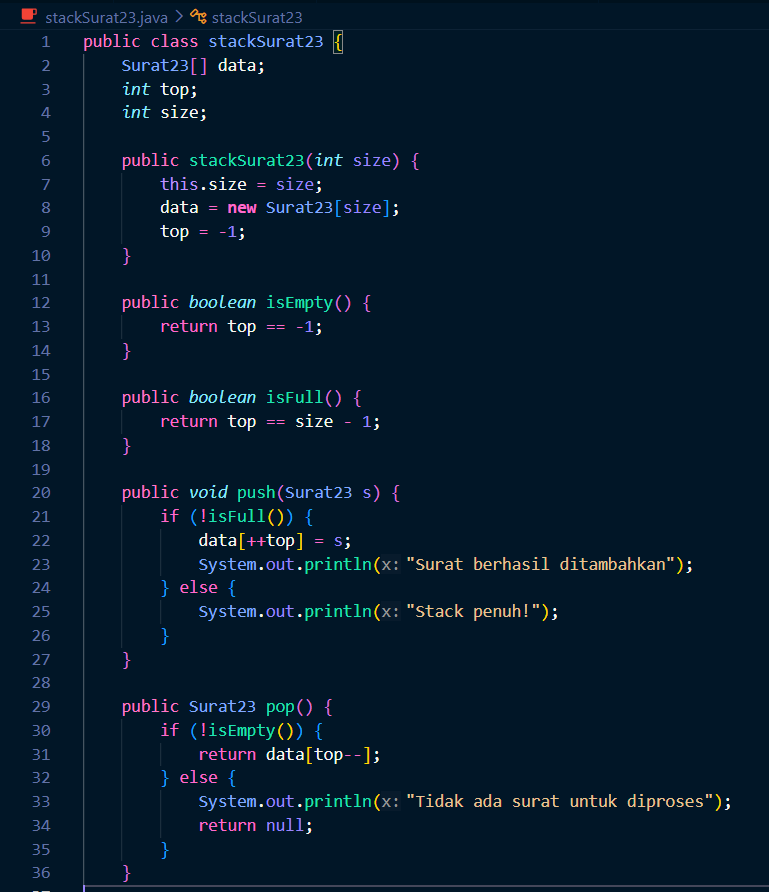 stackSurat23.java > stackSurat23
1 public class stackSurat23 {
2     Surat23[] data;
3     int top;
4     int size;
5
6     public stackSurat23(int size) {
7         this.size = size;
8         data = new Surat23[size];
9         top = -1;
10     }
11
12     public boolean isEmpty() {
13         return top == -1;
14     }
15
16     public boolean isFull() {
17         return top == size - 1;
18     }
19
20     public void push(Surat23 s) {
21         if (!isFull()) {
22             data[++top] = s;
23             System.out.println(x: "Surat berhasil ditambahkan");
24         } else {
25             System.out.println(x: "Stack penuh!");
26         }
27     }
28
29     public Surat23 pop() {
30         if (!isEmpty()) {
31             return data[top--];
32         } else {
33             System.out.println(x: "Tidak ada surat untuk diproses");
34             return null;
35         }
36     }